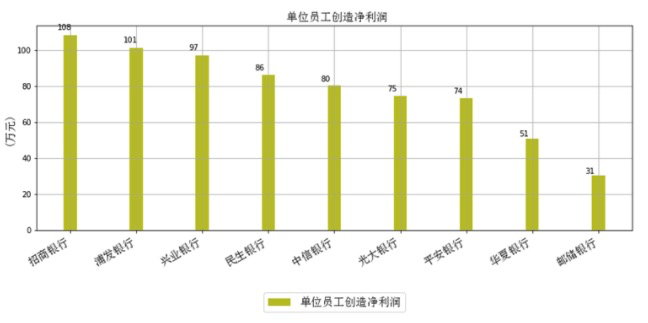 单位员工创造净利润
108
101
97
86
80
75
74
51
31
100
80
60
40
20
0
(万元)
招商银行
浦发银行
兴业银行
民生银行
中信银行
光大银行
平安银行
华夏银行
邮储银行
单位员工创造净利润